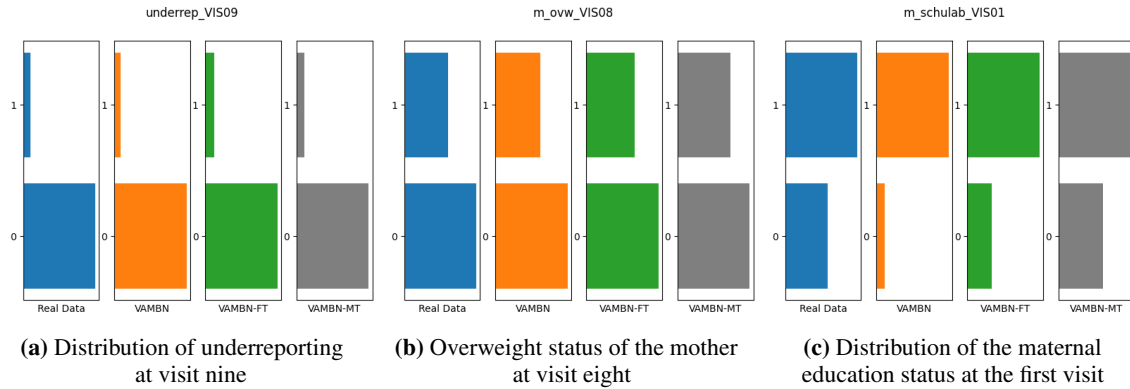 underrep_VIS09
m_ovw_VIS08
m_schulab_VIS01
1
1
1
1
1
1
1
1
1
1
1
1
0
0
0
0
0
0
0
0
0
0
0
0
Real Data
VAMBN
VAMBN-FT
VAMBN-MT
Real Data
VAMBN
VAMBN-FT
VAMBN-MT
Real Data
VAMBN
VAMBN-FT
VAMBN-MT
(a) Distribution of underreporting
at visit nine
(b) Overweight status of the mother
at visit eight
(c) Distribution of the maternal
education status at the first visit